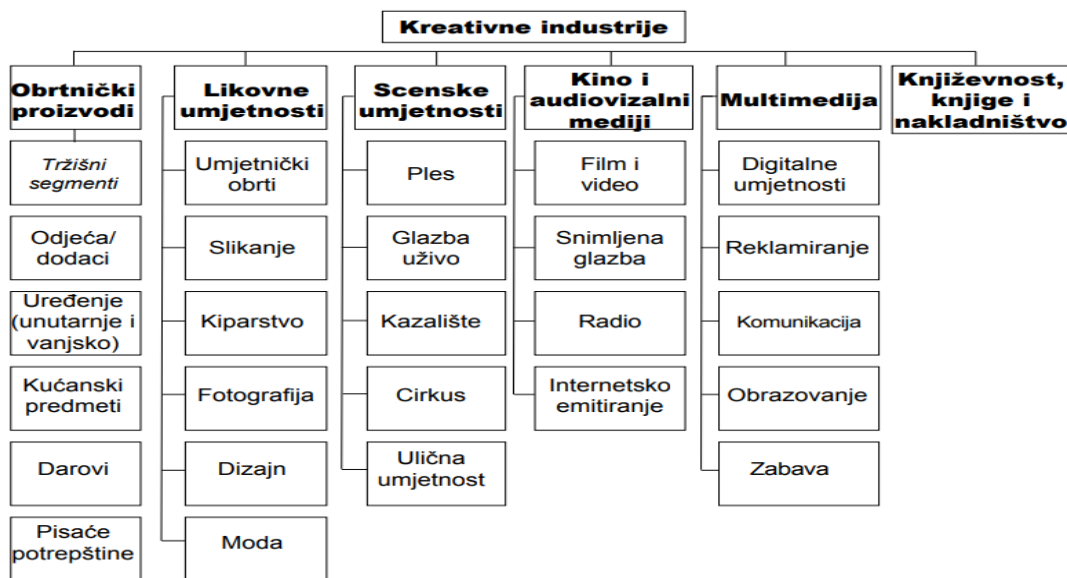 Kreativne industrije
Obrtnički
proizvodi
Likovne
umjetnosti
Scenske
umjetnosti
Kino i
audiovizalni
mediji
Multimedija
Književnost,
knjige i
nakladništvo
Tržišni
segmenti
Umjetnički
obrti
Ples
Film i
video
Digitalne
umjetnosti
Odjeća/
dodaci
Slikanje
Glazba
uživo
Snimljena
glazba
Reklamiranje
Uređenje
(unutarnje i
vanjsko)
Kiparstvo
Kazalište
Radio
Komunikacija
Kućanski
predmeti
Fotografija
Cirkus
Internetsko
emitiranje
Obrazovanje
Darovi
Dizajn
Ulična
umjetnost
Zabava
Pisaće
potrepštine
Moda